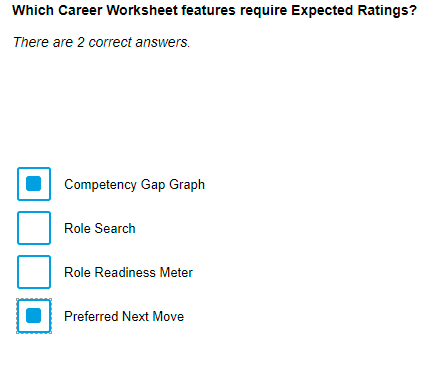 Which Career Worksheet features require Expected Ratings?
There are 2 correct answers.
Competency Gap Graph
Role Search
Role Readiness Meter
Preferred Next Move